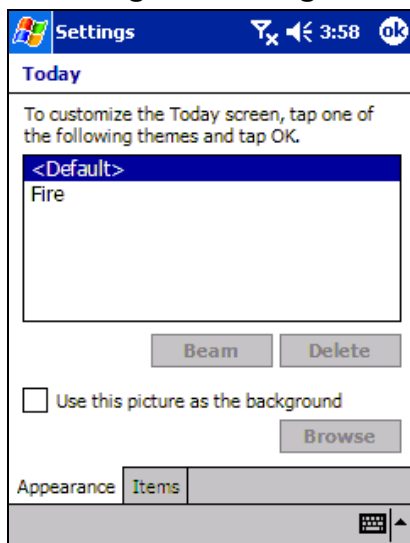 Settings 3:58 ok
Today
To customize the Today screen, tap one of
the following themes and tap OK.
<Default>
Fire
Beam Delete
Use this picture as the background
Browse
Appearance Items